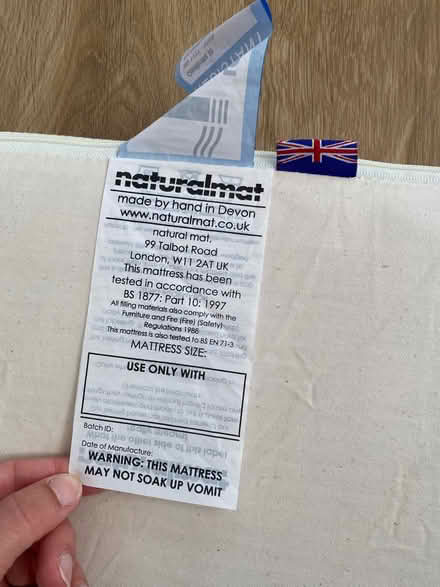 naturalmat
made by hand in Devon
www.naturalmat.co.uk
natural mat,
99 Talbot Road
London, W11 2AT UK
This mattress has been
tested in accordance with
BS 1877: Part 10: 1997
All filling materials also comply with the
Furniture and Fire (Fire) (Safety)
Regulations 1988
This mattress is also tested to BS EN 71-3
MATTRESS SIZE:
USE ONLY WITH
Batch ID:
Date of Manufacture:
WARNING: THIS MATTRESS
MAY NOT SOAK UP VOMIT